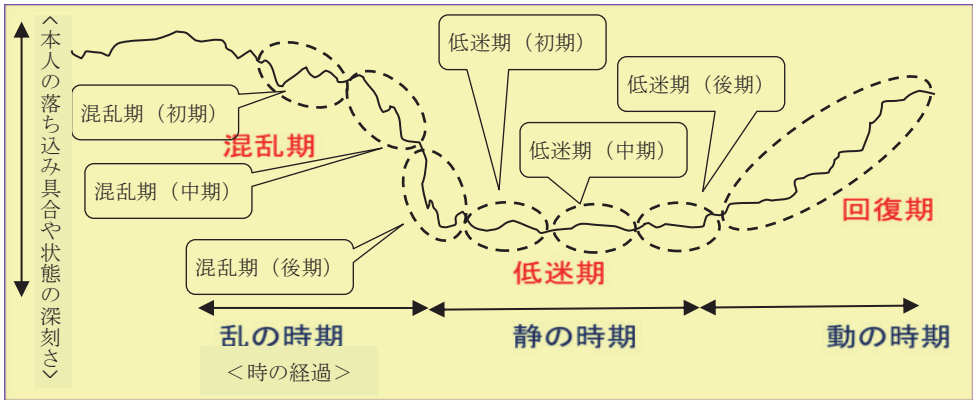 ＜本人の落ち込み具合や状態の深刻さ＞
低迷期（初期）
低迷期（後期）
混乱期（初期）
混乱期
低迷期（中期）
混乱期（中期）
回復期
混乱期（後期）
低迷期
乱の時期
静の時期
動の時期
＜時の経過＞